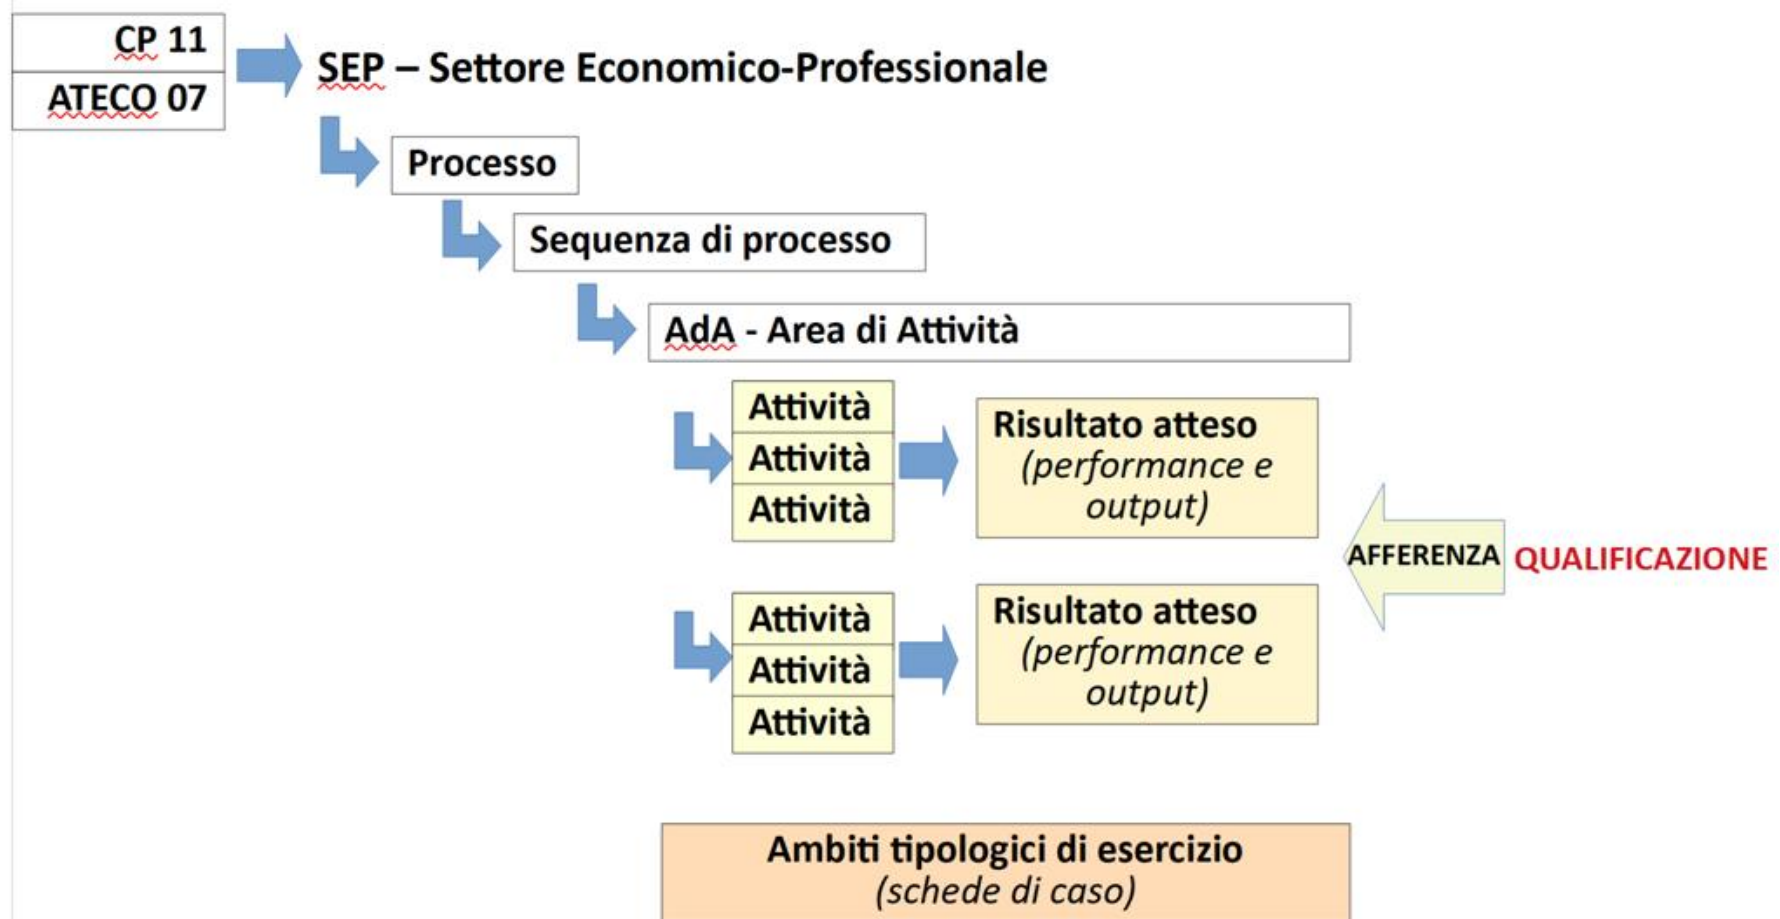 CP 11
ATECO 07
SEP – Settore Economico-Professionale
Processo
Sequenza di processo
AdA - Area di Attività
Attività
Attività
Attività
Risultato atteso
(performance e
output)
AFFERENZA
QUALIFICAZIONE
Attività
Attività
Attività
Risultato atteso
(performance e
output)
Ambiti tipologici di esercizio
(schede di caso)